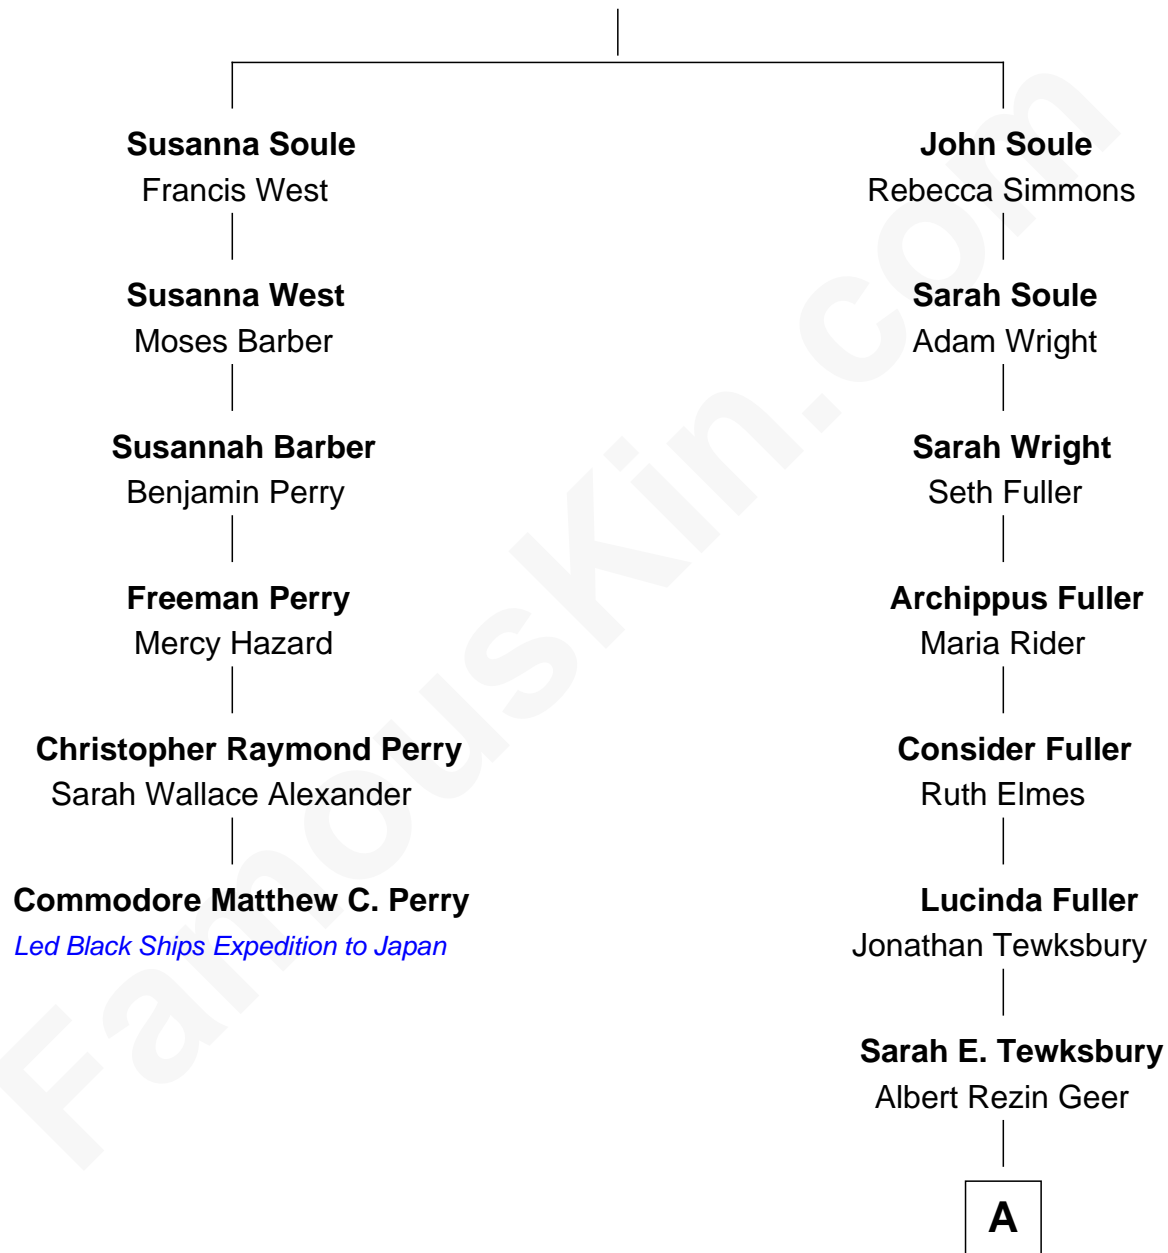 Susanna Soule
Francis West
Susanna West
Moses Barber
Susannah Barber
Benjamin Perry
Freeman Perry
Mercy Hazard
Christopher Raymond Perry
Sarah Wallace Alexander
Commodore Matthew C. Perry
Led Black Ships Expedition to Japan
John Soule
Rebecca Simmons
Sarah Soule
Adam Wright
Sarah Wright
Seth Fuller
Archippus Fuller
Maria Rider
Consider Fuller
Ruth Elmes
Lucinda Fuller
Jonathan Tewksbury
Sarah E. Tewksbury
Albert Rezin Geer
A
FamousKin.com